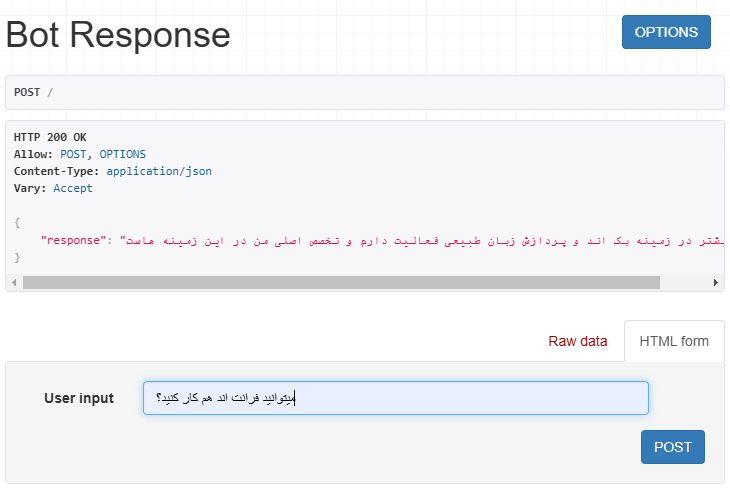 Bot Response
OPTIONS
POST /
HTTP 200 OK
Allow: POST, OPTIONS
Content-Type: application/json
Vary: Accept
{
"response": "شتر در زمینه بک اند و پردازش زبان طبیعی فعالیت دارم و تخصص اصلی من در این زمینه هاست
}
Raw data
HTML form
User input
میتوانید فرانت اند هم کار کنید؟
POST